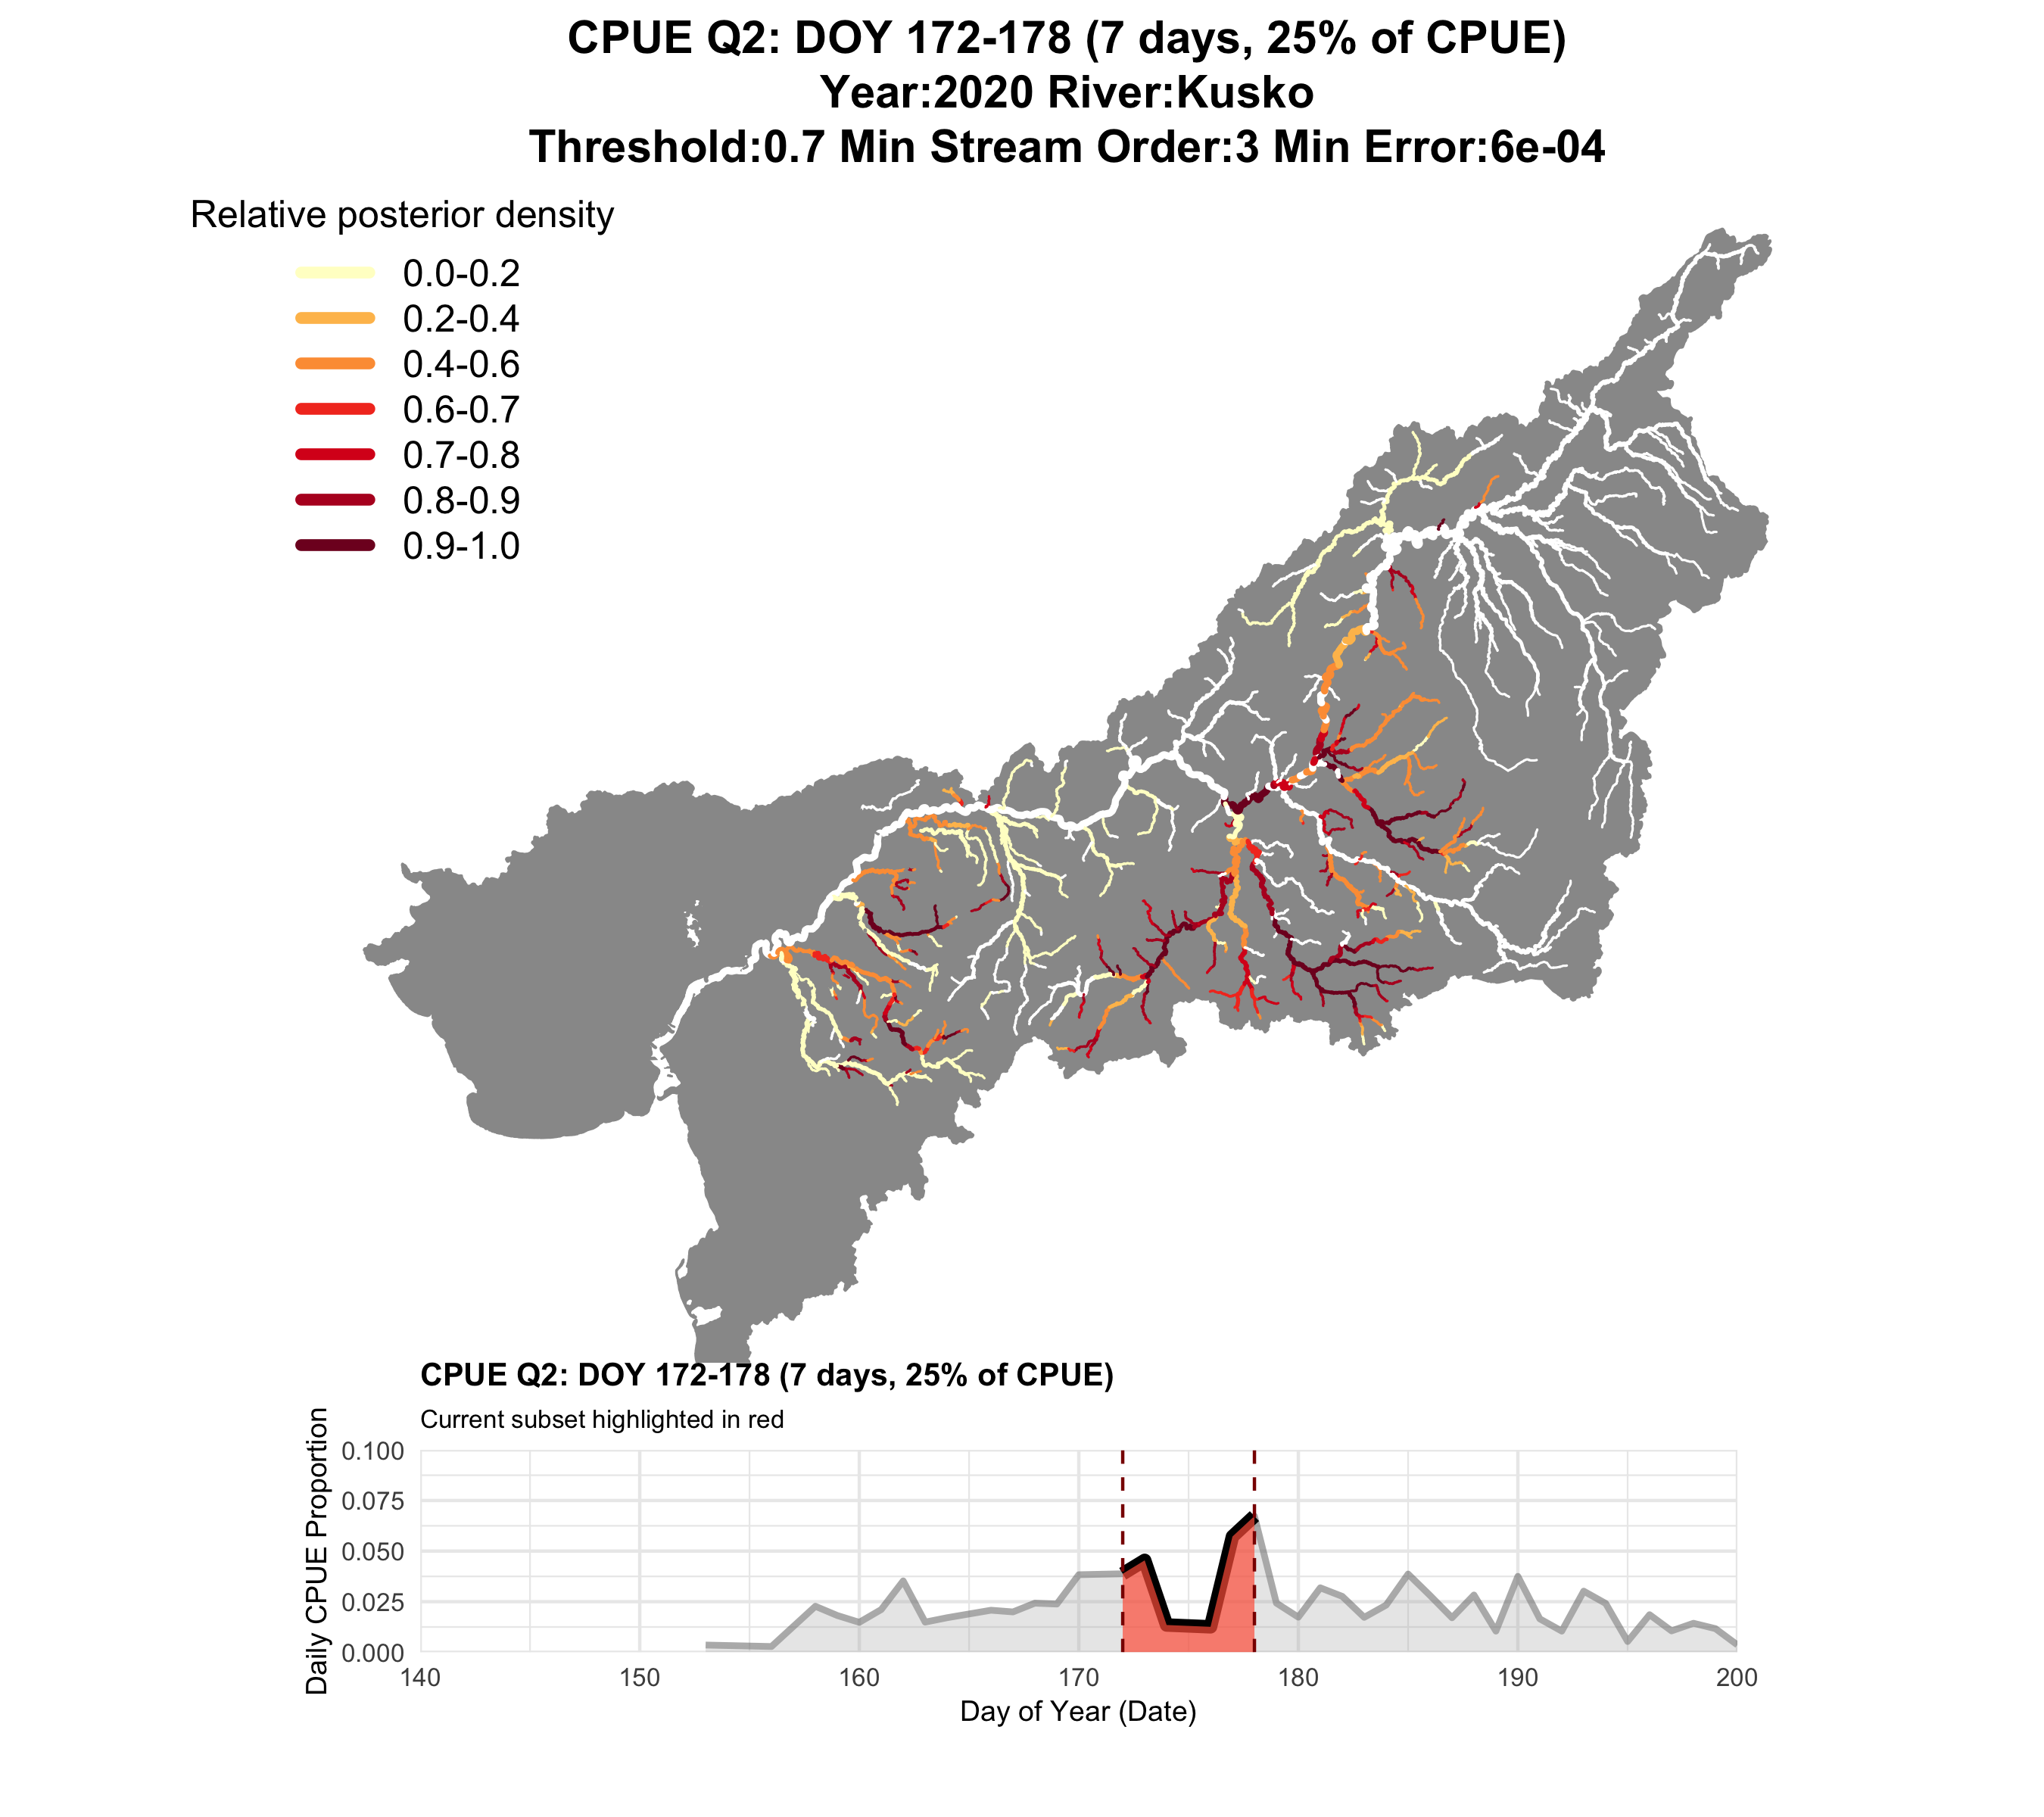 CPUE Q2: DOY 172-178 (7 days, 25% of CPUE)
Year:2020 River:Kusko
Threshold:0.7 Min Stream Order:3 Min Error:6e-04
Relative posterior density
0.0-0.2
0.2-0.4
0.4-0.6
0.6-0.7
0.7-0.8
0.8-0.9
0.9-1.0
CPUE Q2: DOY 172-178 (7 days, 25% of CPUE)
Current subset highlighted in red
Daily CPUE Proportion
0.100
0.075
0.050
0.025
0.000
140 150 160 170 180 190 200
Day of Year (Date)